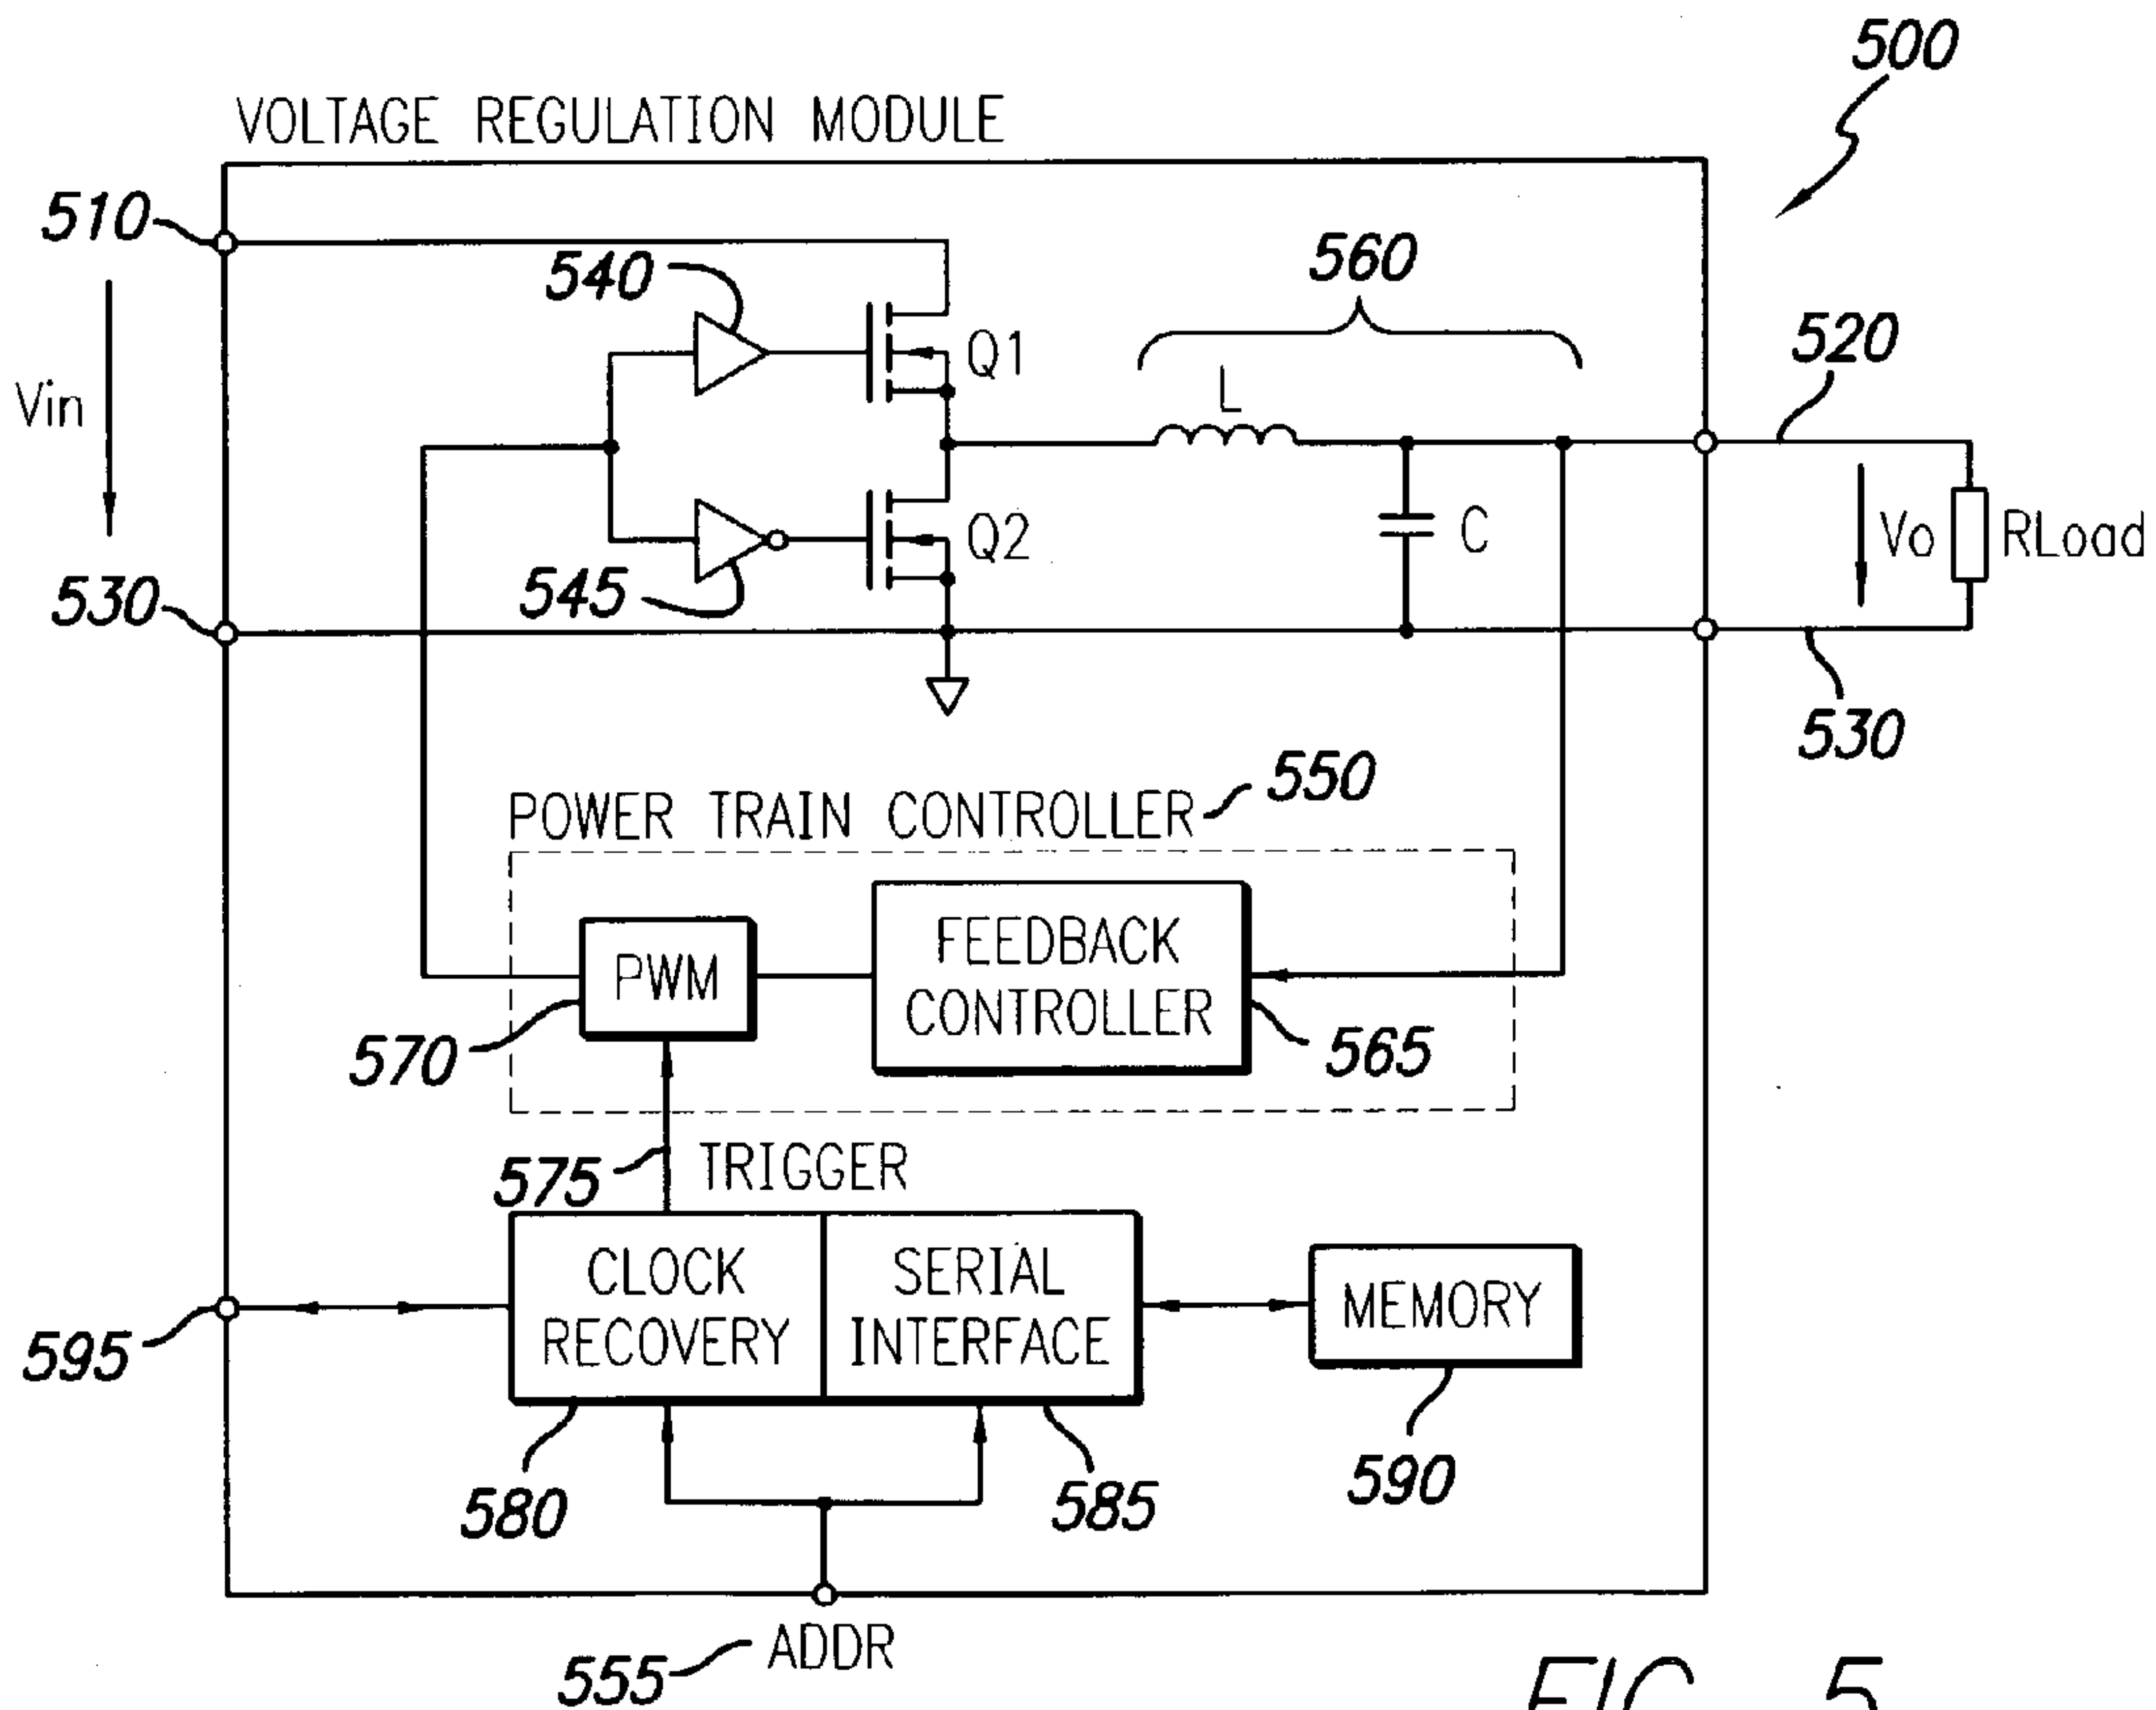 500
VOLTAGE REGULATION MODULE
510
540
560
Q1
520
Vin
L
Q2
C
Vo
RLoad
530
545
530
550
POWER TRAIN CONTROLLER
PWM
FEEDBACK
CONTROLLER
570
565
575
TRIGGER
CLOCK
RECOVERY
SERIAL
INTERFACE
MEMORY
595
580
585
590
ADDR
555
FIG. 5